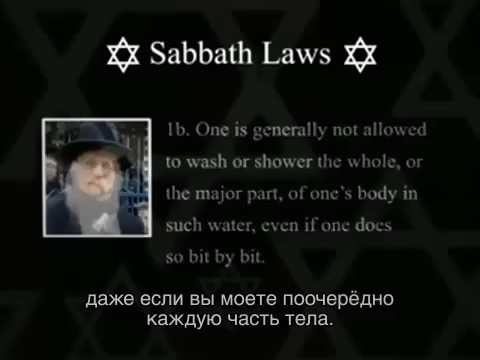 Sabbath Laws
1b. One is generally not allowed
to wash or shower the whole, or
the major part, of one's body in
such water, even if one does
so bit by bit.
даже если вы моете поочерёдно
каждую часть тела.